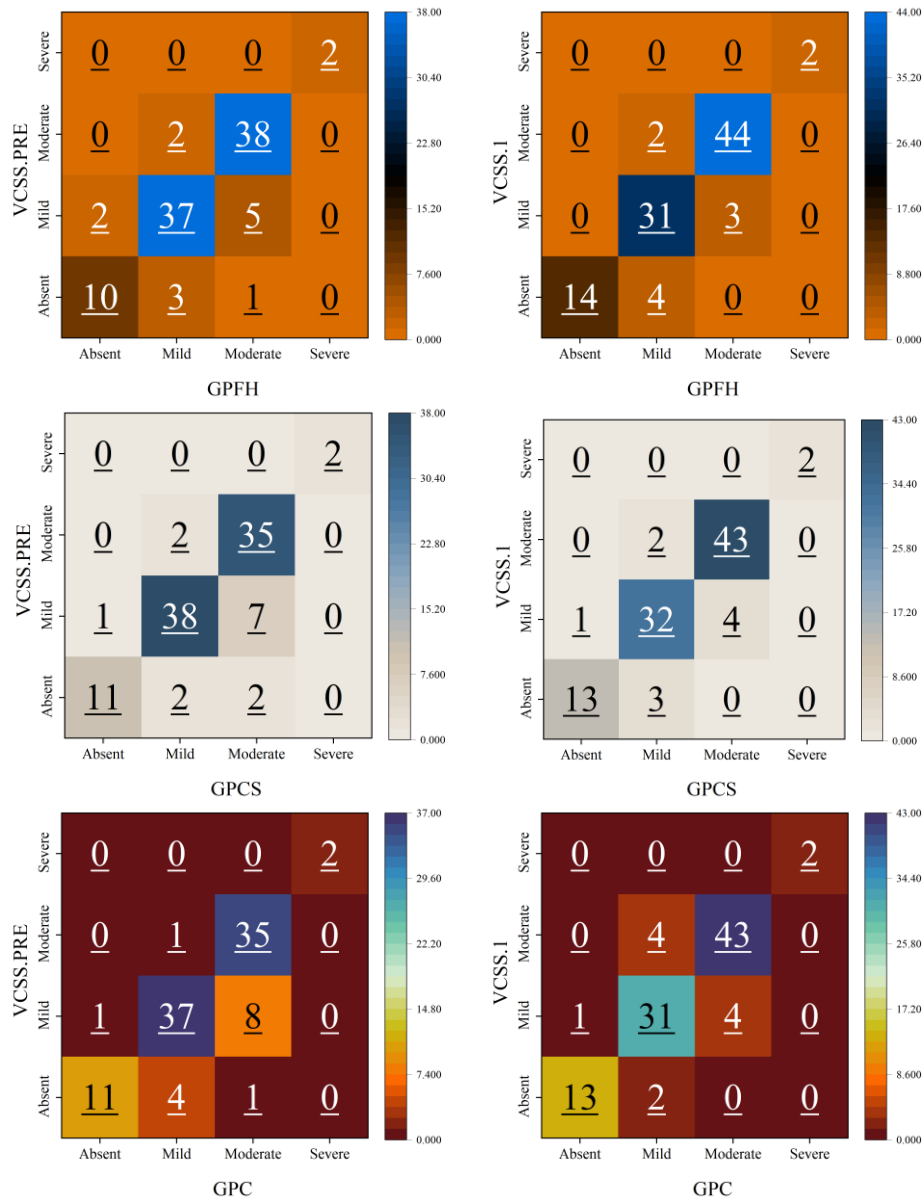 VCSS.PRE
Severe 0 0 0 2
Moderate 0 2 38 0
Mild 2 37 5 0
Absent 10 3 1 0
Absent Mild Moderate Severe
GPFH
38.00
30.40
22.80
15.20
7.600
0.000
VCSS.1
Severe 0 0 0 2
Moderate 0 2 44 0
Mild 0 31 3 0
Absent 14 4 0 0
Absent Mild Moderate Severe
GPFH
44.00
45.20
26.40
17.60
44.80
0.000
VCSS.PRE
Severe 0 0 0 2
Moderate 0 2 35 0
Mild 1 38 7 0
Absent 11 2 2 0
Absent Mild Moderate Severe
GPCS
38.00
30.40
22.80
15.20
7.600
0.000
VCSS.1
Severe 0 0 0 2
Moderate 0 2 43 0
Mild 1 32 4 0
Absent 13 3 0 0
Absent Mild Moderate Severe
GPCS
43.00
34.40
25.80
17.20
8.600
0.000
VCSS.PRE
Severe 0 0 0 2
Moderate 0 1 35 0
Mild 1 37 8 0
Absent 11 4 1 0
Absent Mild Moderate Severe
GPC
37.00
29.60
22.20
14.80
7.400
0.000
VCSS.1
Severe 0 0 0 2
Moderate 0 4 43 0
Mild 1 31 4 0
Absent 13 2 0 0
Absent Mild Moderate Severe
GPC
43.00
34.40
25.80
17.20
8.600
0.000